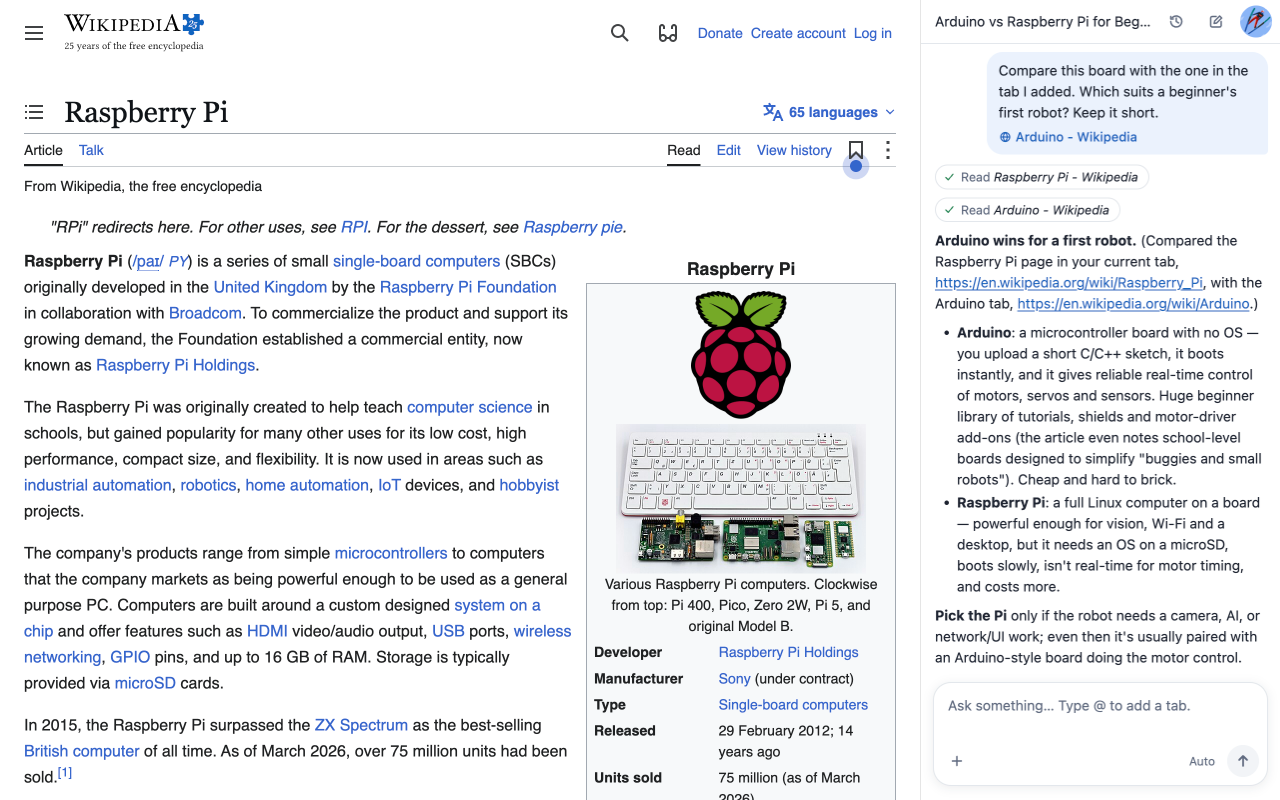 WIKIPEDIA 25
25 years of the free encyclopedia
Donate Create account Log in
Raspberry Pi
65 languages
Article Talk
Read Edit View history
From Wikipedia, the free encyclopedia
"RPi" redirects here. For other uses, see RPI. For the dessert, see Raspberry pie.
Raspberry Pi (/paɪ/ PY) is a series of small single-board computers (SBCs)
originally developed in the United Kingdom by the Raspberry Pi Foundation
in collaboration with Broadcom. To commercialize the product and support its
growing demand, the Foundation established a commercial entity, now
known as Raspberry Pi Holdings.
The Raspberry Pi was originally created to help teach computer science in
schools, but gained popularity for many other uses for its low cost, high
performance, compact size, and flexibility. It is now used in areas such as
industrial automation, robotics, home automation, IoT devices, and hobbyist
projects.
The company's products range from simple microcontrollers to computers
that the company markets as being powerful enough to be used as a general
purpose PC. Computers are built around a custom designed system on a
chip and offer features such as HDMI video/audio output, USB ports, wireless
networking, GPIO pins, and up to 16 GB of RAM. Storage is typically
provided via microSD cards.
In 2015, the Raspberry Pi surpassed the ZX Spectrum as the best-selling
British computer of all time. As of March 2026, over 75 million units had been
sold.[1]
Raspberry Pi
Various Raspberry Pi computers. Clockwise
from top: Pi 400, Pico, Zero 2W, Pi 5, and
original Model B.
Developer Raspberry Pi Holdings
Manufacturer Sony (under contract)
Type Single-board computers
Released 29 February 2012; 14
years ago
Units sold 75 million (as of March
2026)
Arduino vs Raspberry Pi for Beg...
Compare this board with the one in the
tab I added. Which suits a beginner's
first robot? Keep it short.
Arduino - Wikipedia
Read Raspberry Pi - Wikipedia
Read Arduino - Wikipedia
Arduino wins for a first robot. (Compared the
Raspberry Pi page in your current tab,
https://en.wikipedia.org/wiki/Raspberry_Pi, with the
Arduino tab, https://en.wikipedia.org/wiki/Arduino.)
• Arduino: a microcontroller board with no OS —
you upload a short C/C++ sketch, it boots
instantly, and it gives reliable real-time control
of motors, servos and sensors. Huge beginner
library of tutorials, shields and motor-driver
add-ons (the article even notes school-level
boards designed to simplify "buggies and small
robots"). Cheap and hard to brick.
• Raspberry Pi: a full Linux computer on a board
— powerful enough for vision, Wi-Fi and a
desktop, but it needs an OS on a microSD,
boots slowly, isn't real-time for motor timing,
and costs more.
Pick the Pi only if the robot needs a camera, AI, or
network/UI work; even then it's usually paired with
an Arduino-style board doing the motor control.
Ask something... Type @ to add a tab.
Auto